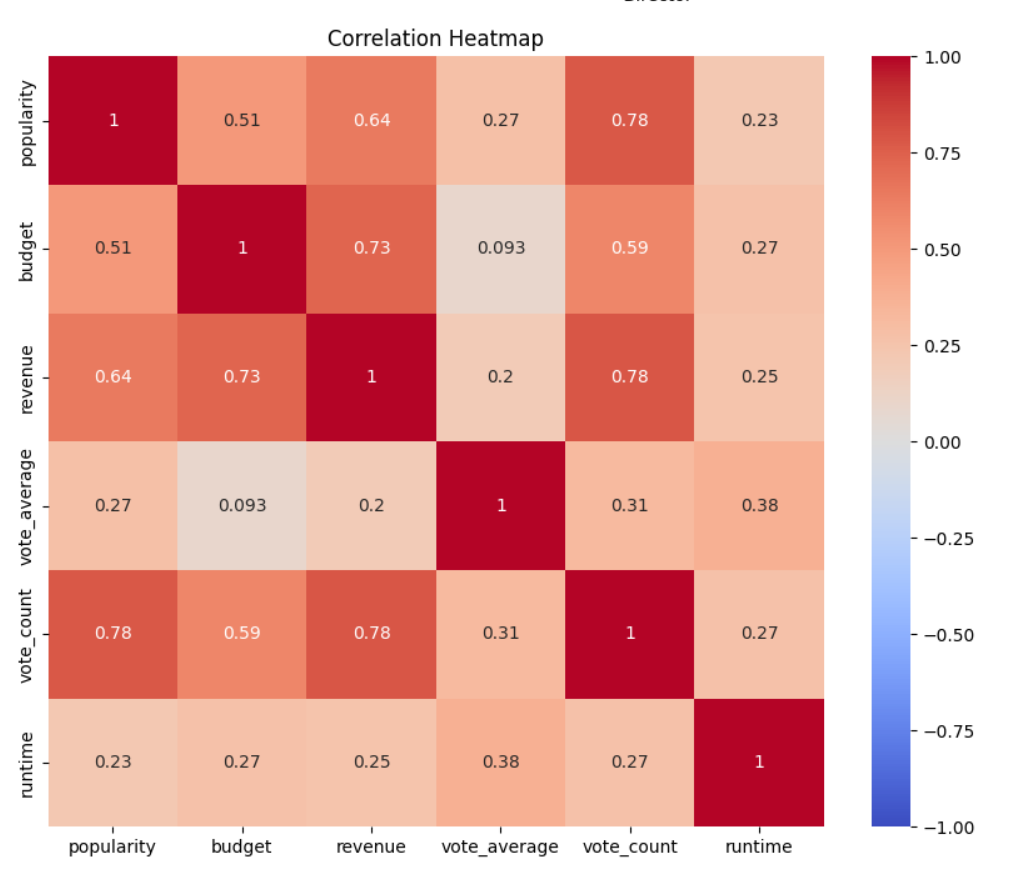 Director
Correlation Heatmap
popularity 1 0.51 0.64 0.27 0.78 0.23
budget 0.51 1 0.73 0.093 0.59 0.27
revenue 0.64 0.73 1 0.2 0.78 0.25
vote_average 0.27 0.093 0.2 1 0.31 0.38
vote_count 0.78 0.59 0.78 0.31 1 0.27
runtime 0.23 0.27 0.25 0.38 0.27 1
popularity budget revenue vote_average vote_count runtime
1.00
0.75
0.50
0.25
0.00
−0.25
−0.50
−0.75
−1.00